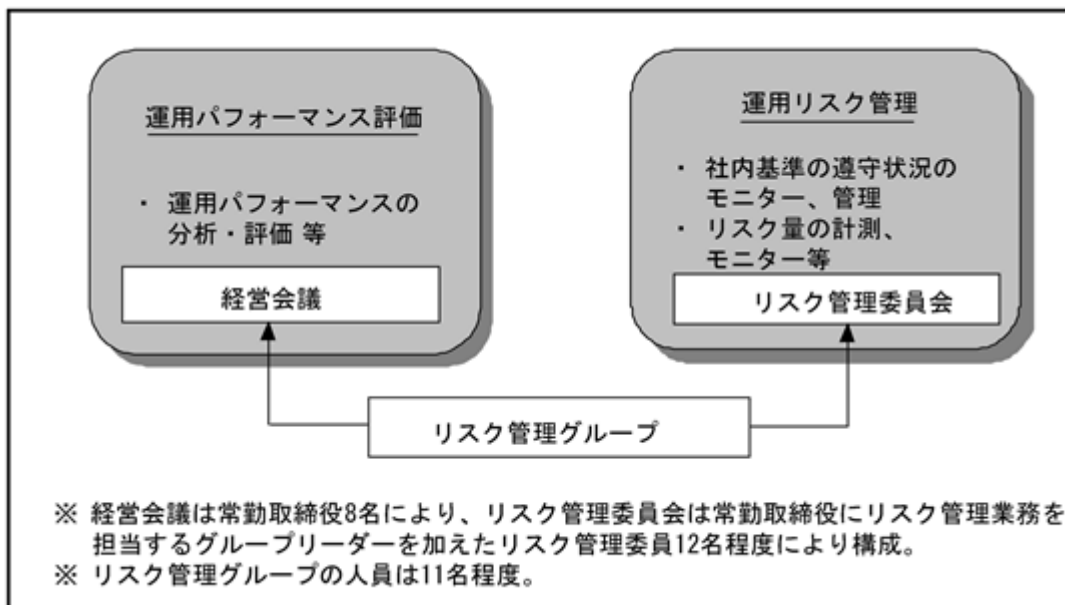 運用パフォーマンス評価
・ 運用パフォーマンスの
分析・評価 等
経営会議
運用リスク管理
・ 社内基準の遵守状況の
モニター、管理
・ リスク量の計測、
モニター等
リスク管理委員会
リスク管理グループ
※ 経営会議は常勤取締役8名により、リスク管理委員会は常勤取締役にリスク管理業務を
担当するグループリーダーを加えたリスク管理委員12名程度により構成。
※ リスク管理グループの人員は11名程度。